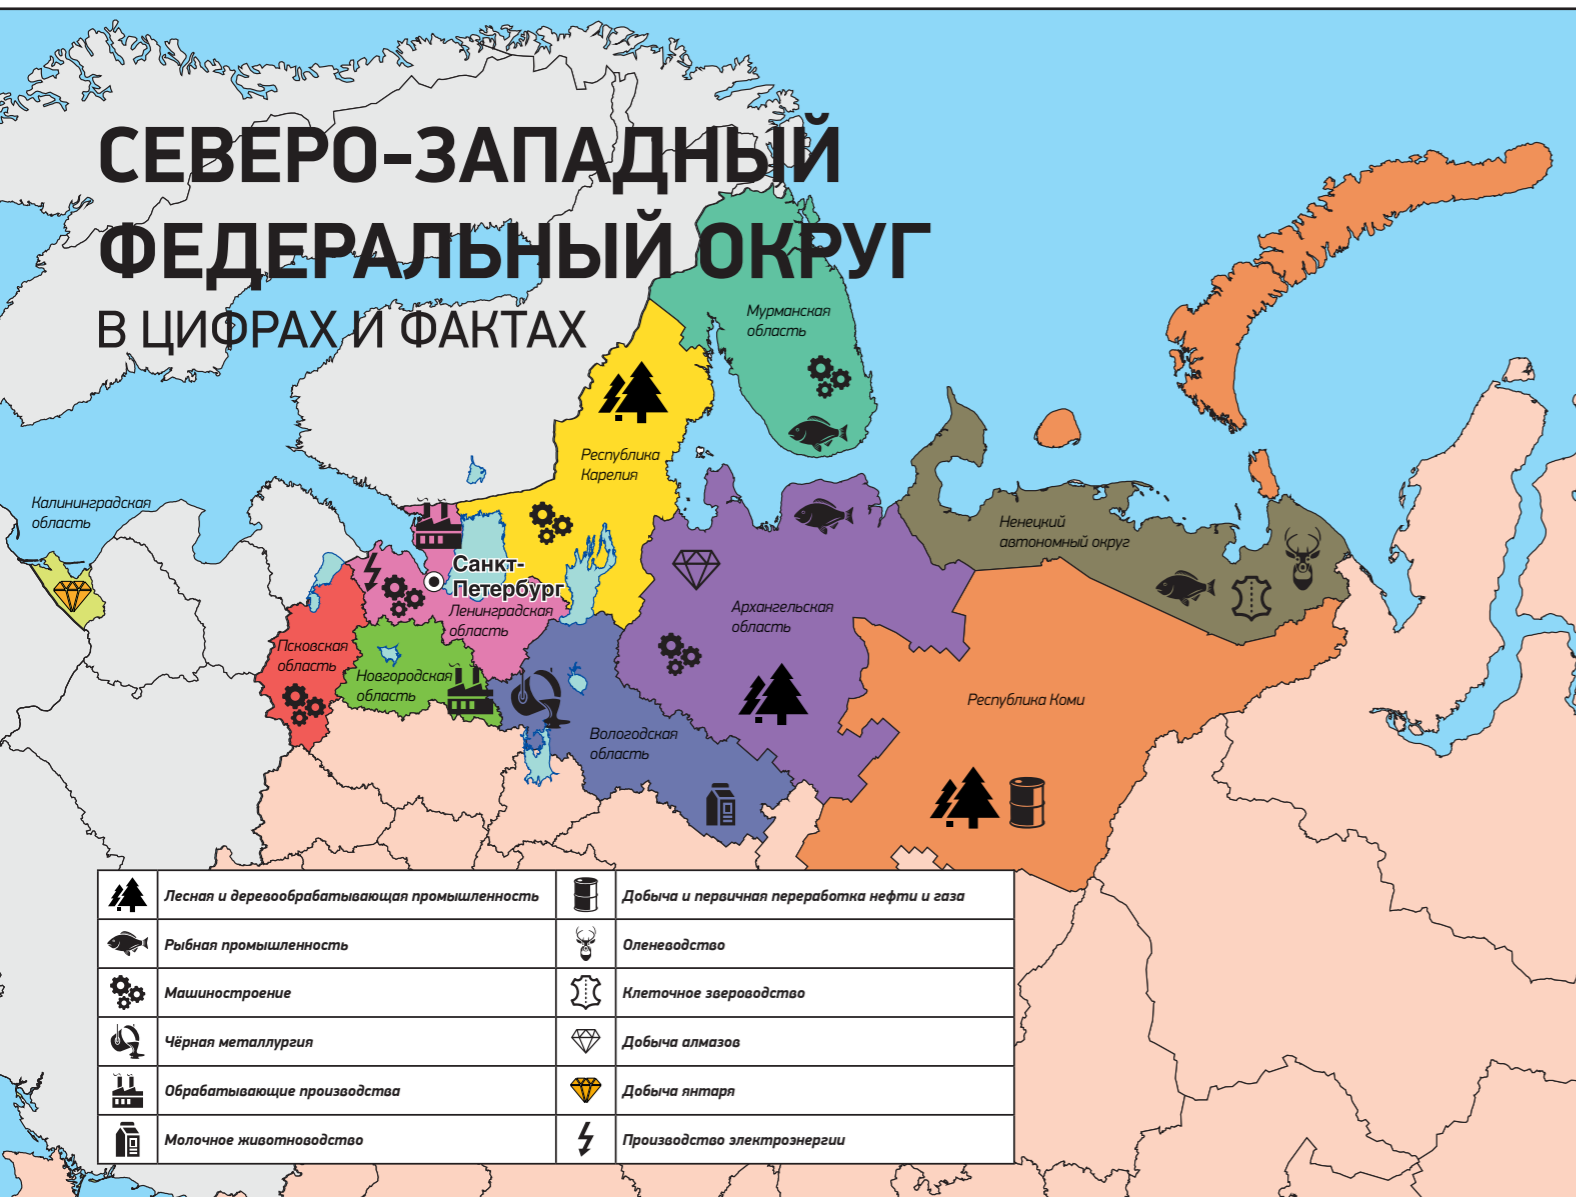 СЕВЕРО-ЗАПАДНЫЙ
ФЕДЕРАЛЬНЫЙ ОКРУГ
В ЦИФРАХ И ФАКТАХ
Мурманская
область
Республика
Карелия
Калининградская
область
Ненецкий
автономный округ
Санкт-
Петербург
Ленинградская
область
Архангельская
область
Псковская
область
Новгородская
область
Республика Коми
Вологодская
область
Лесная и деревообрабатывающая промышленность
Добыча и первичная переработка нефти и газа
Рыбная промышленность
Оленеводство
Машиностроение
Клеточное звероводство
Чёрная металлургия
Добыча алмазов
Обрабатывающие производства
Добыча янтаря
Молочное животноводство
Производство электроэнергии